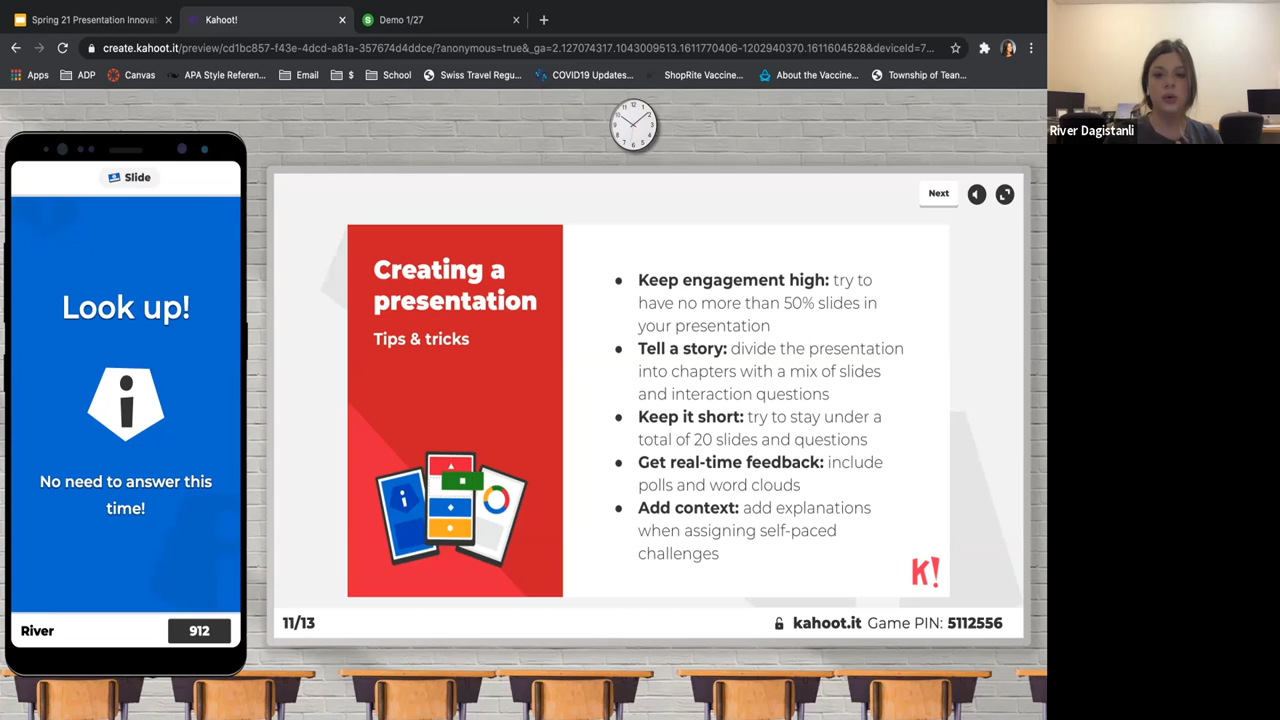 Spring 21 Presentation Innovat
Kahoot!
Demo 1/27
create.kahoot.it/preview/cd1bc857-f43e-4dcd-a81a-357674d4ddce/?anonymous=true&_ga=2.127074317.1043009513.1611770406-1202940370.1611604528&deviceId=7...
Apps
ADP
Canvas
APA Style Referen...
Email
$
School
Swiss Travel Regu...
COVID19 Updates...
ShopRite Vaccine...
About the Vaccine...
Township of Tean...
River Dagistanli
Slide
Look up!
No need to answer this
time!
River
912
Next
Creating a
presentation
Tips & tricks
• Keep engagement high: try to
have no more than 50% slides in
your presentation
• Tell a story: divide the presentation
into chapters with a mix of slides
and interaction questions
• Keep it short: try to stay under a
total of 20 slides and questions
• Get real-time feedback: include
polls and word clouds
• Add context: add explanations
when assigning self-paced
challenges
K!
11/13
kahoot.it Game PIN: 5112556